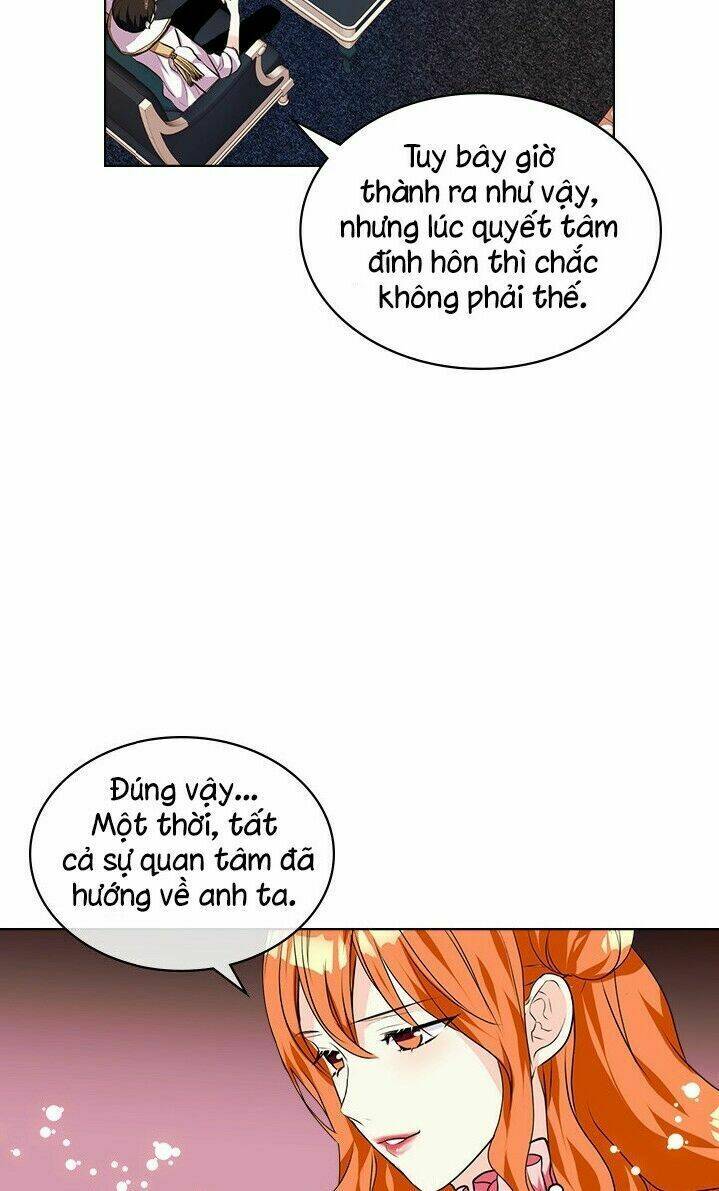 Tuy bây giờ
thành ra như vậy,
nhưng lúc quyết tâm
đính hôn thì chắc
không phải thế.
Đúng vậy...
Một thời, tất
cả sự quan tâm đã
hướng về anh ta.